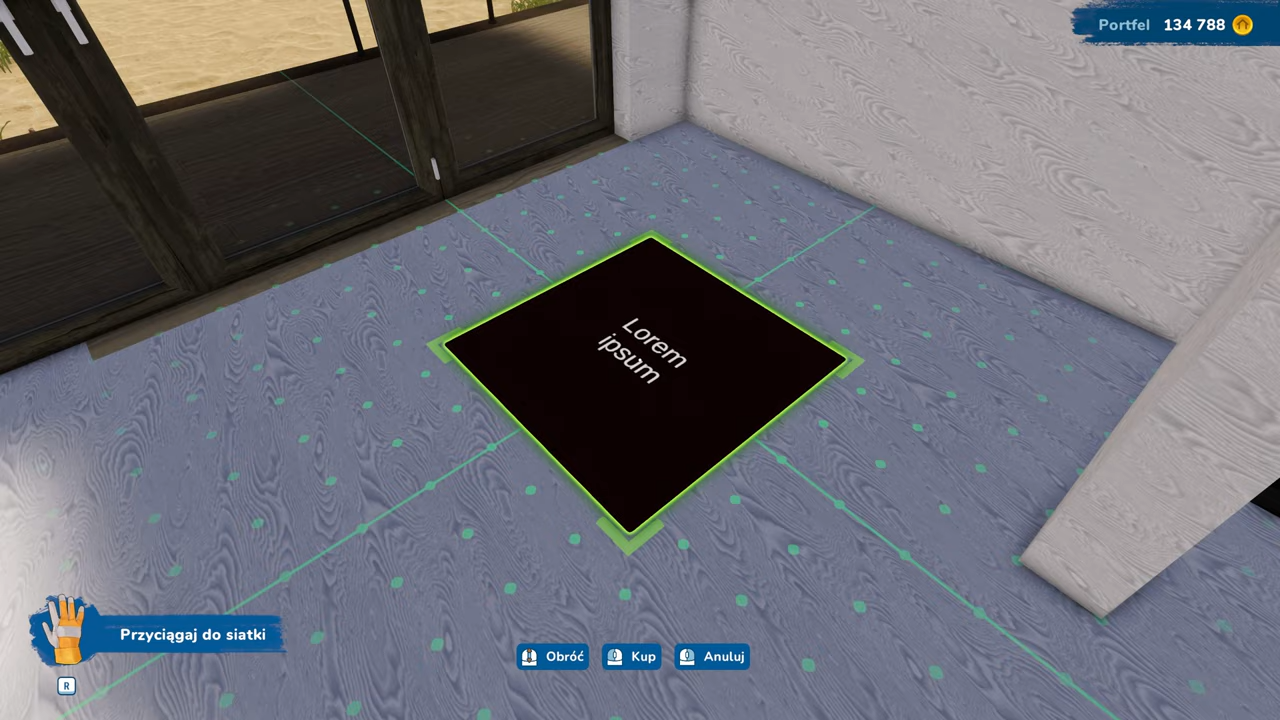 Portfel 134 788
Lorem
ipsum
Przyciągaj do siatki
R
Obróć Kup Anuluj